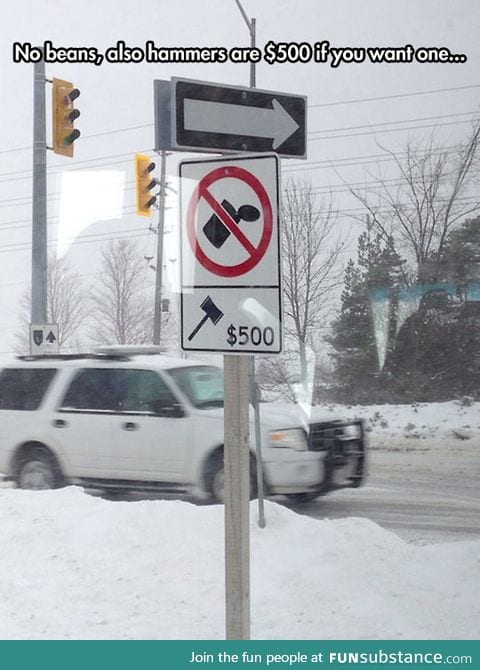 No beans, also hammers are $500 if you want one...
$500
Join the fun people at FUNsubstance.com